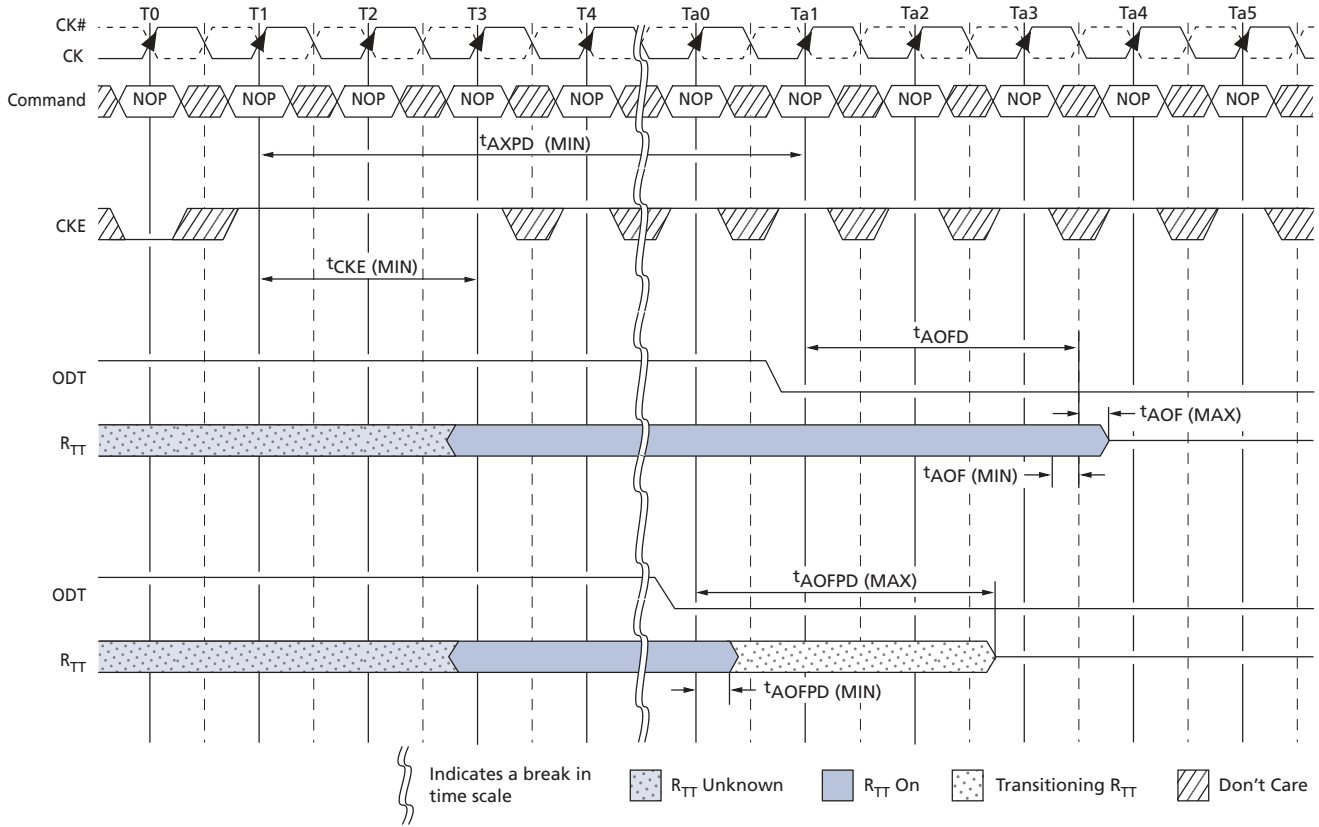 CK#
CK
T0 T1 T2 T3 T4 Ta0 Ta1 Ta2 Ta3 Ta4 Ta5
Command NOP NOP NOP NOP NOP NOP NOP NOP NOP NOP NOP
tAXPD (MIN)
CKE
tCKE (MIN)
tAOFD
ODT
tAOF (MAX)
RTT
tAOF (MIN)
tAOFPD (MAX)
ODT
RTT
tAOFPD (MIN)
Indicates a break in
time scale
RTT Unknown
RTT On
Transitioning RTT
Don't Care